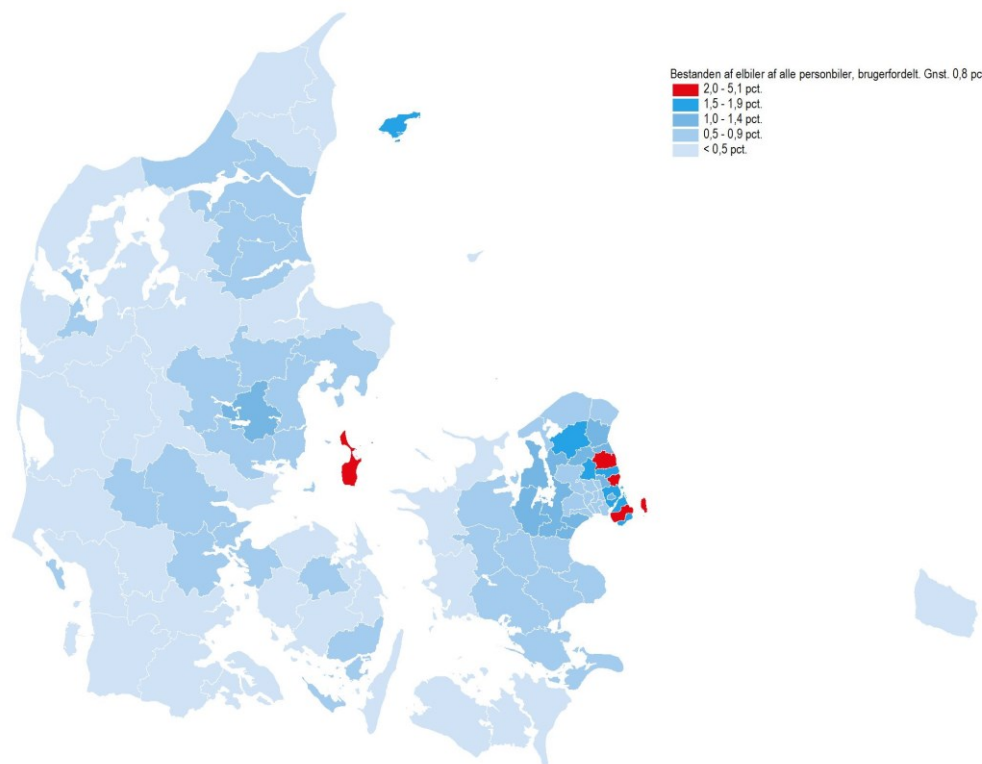 Bestanden af elbiler af alle personbiler, brugerfordelt. Gnst. 0,8 pc
2,0 - 5,1 pct.
1,5 - 1,9 pct.
1,0 - 1,4 pct.
0,5 - 0,9 pct.
< 0,5 pct.